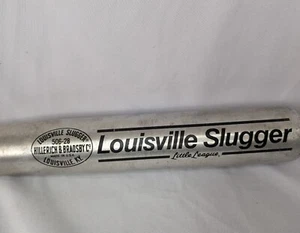 LOUISVILLE SLUGGER
506-28
HILLERICH & BRADSBY Cº
LOUISVILLE. KY.
Louisville Slugger
Little League